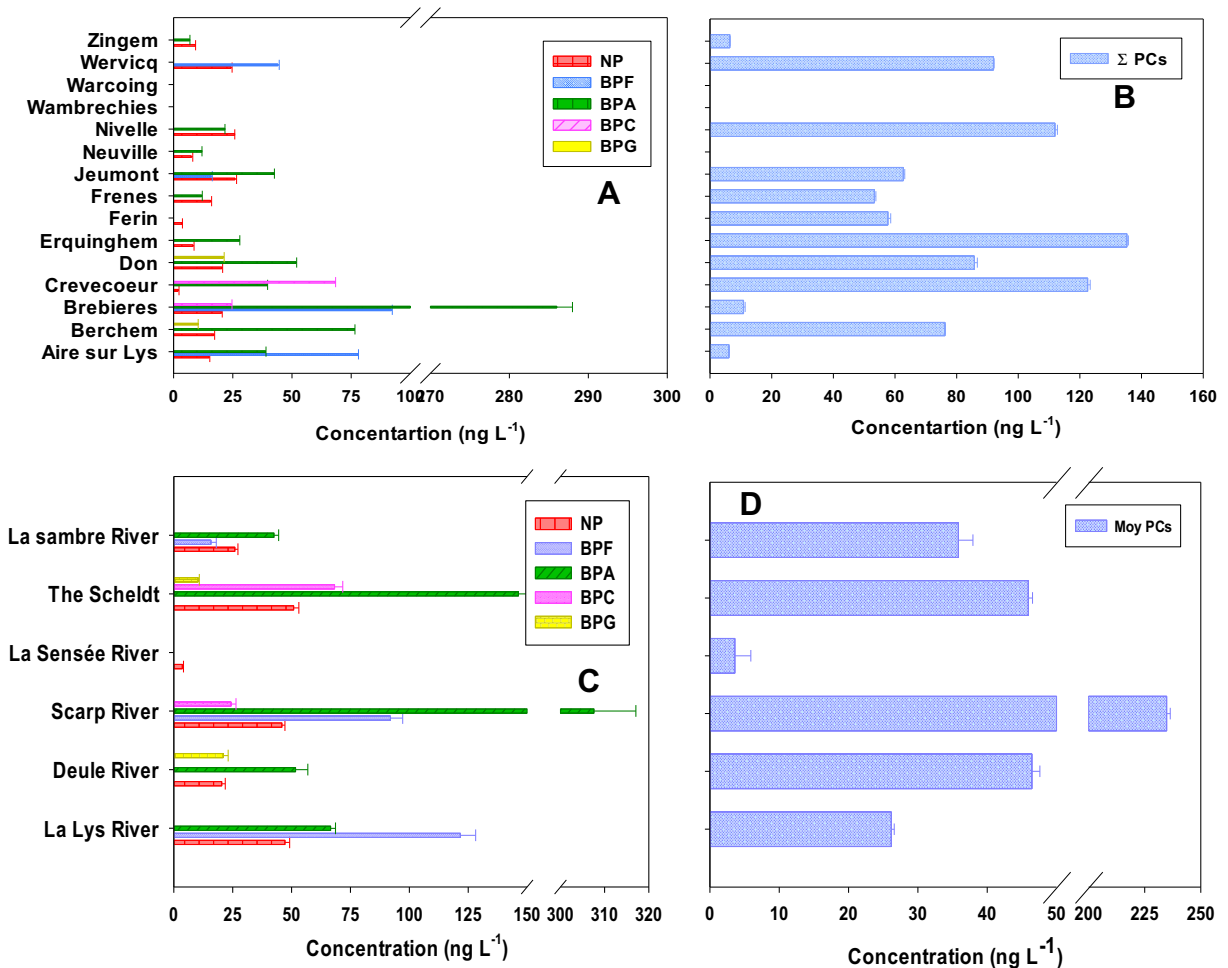 Zingem
Wervicq
Warcoing
Wambrechies
Nivelle
Neuville
Jeumont
Frenes
Ferin
Erquinghem
Don
Crevecoeur
Brebieres
Berchem
Aire sur Lys
NP
BPF
BPA
BPC
BPG
A
0 25 50 75 100 270 280 290 300
Concentartion (ng L-1)
Σ PCs
B
0 20 40 60 80 100 120 140 160
Concentartion (ng L-1)
La sambre River
The Scheldt
La Sensée River
Scarp River
Deule River
La Lys River
NP
BPF
BPA
BPC
BPG
C
0 25 50 75 100 125 150 300 310 317
Concentration (ng L-1)
D
Moy PCs
0 10 20 30 40 50 200 225 250
Concentration (ng L-1)